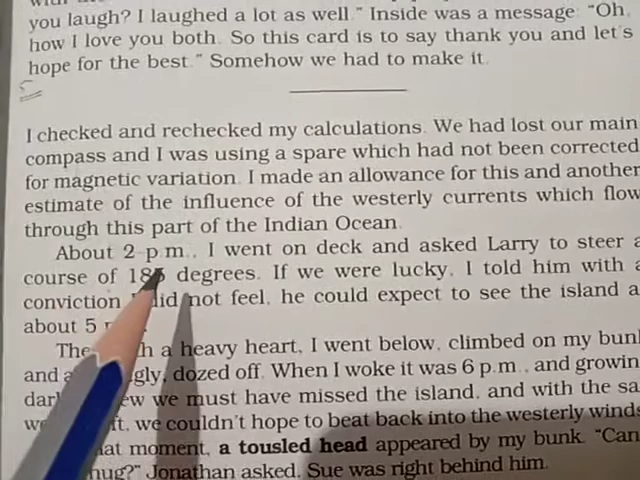 you laugh? I laughed a lot as well." Inside was a message: "Oh
how I love you both. So this card is to say thank you and let's
hope for the best." Somehow we had to make it.
I checked and rechecked my calculations. We had lost our main
compass and I was using a spare which had not been corrected
for magnetic variation. I made an allowance for this and another
estimate of the influence of the westerly currents which flow
through this part of the Indian Ocean.
About 2 p.m., I went on deck and asked Larry to steer a
course of 185 degrees. If we were lucky, I told him with a
conviction I did not feel, he could expect to see the island a
about 5
a heavy heart, I went below, climbed on my bun
and dozed off. When I woke it was 6 p.m., and growin
we must have missed the island, and with the sa
we couldn't hope to beat back into the westerly winds
at moment, a tousled head appeared by my bunk. "Can
hug?" Jonathan asked. Sue was right behind him.